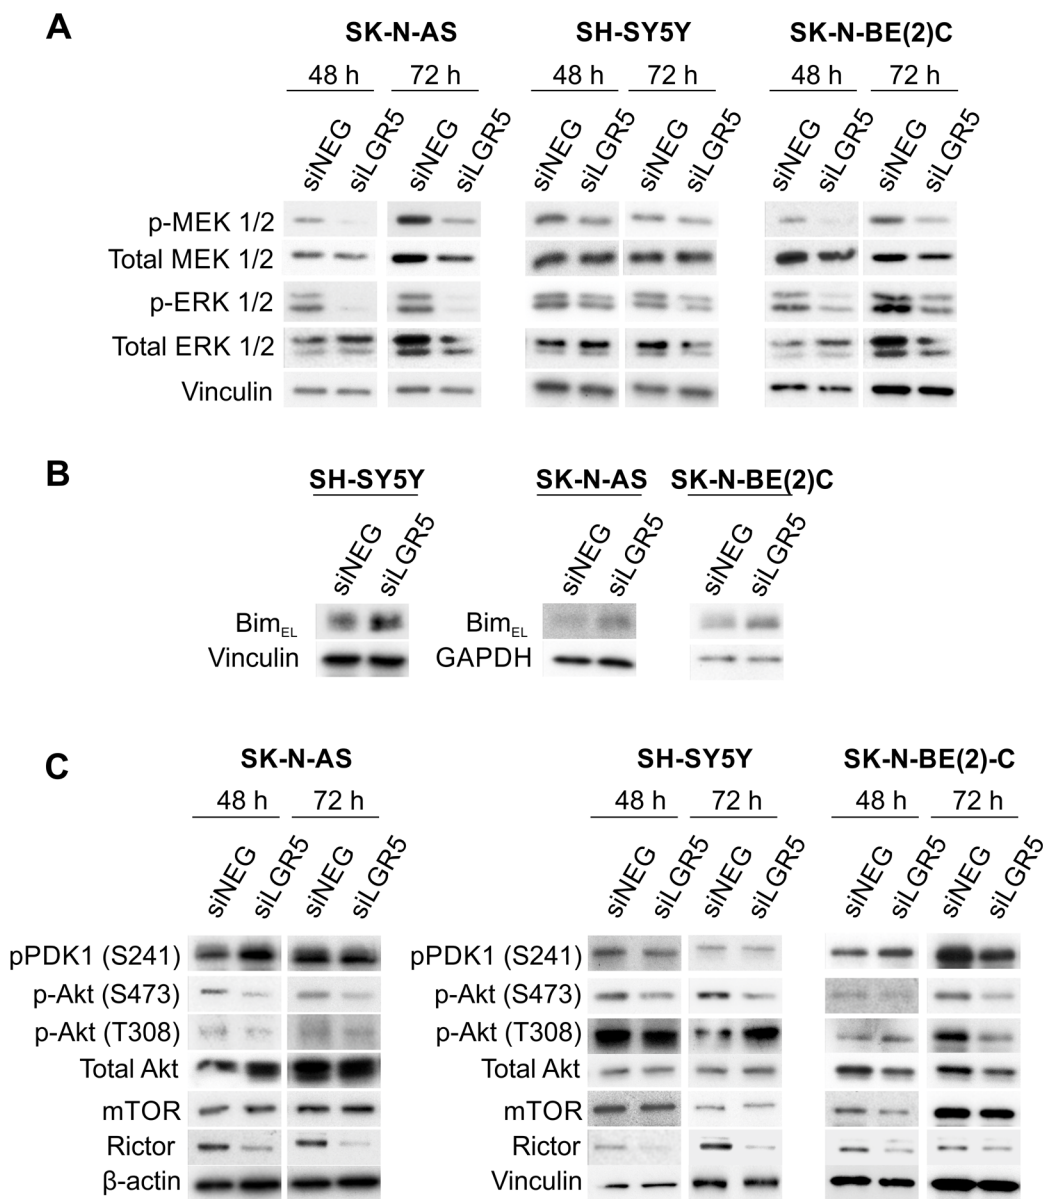 A
SK-N-AS SH-SY5Y SK-N-BE(2)C
48 h 72 h 48 h 72 h 48 h 72 h
siNEG siLGR5 siNEG siLGR5 siNEG siLGR5 siNEG siLGR5 siNEG siLGR5 siNEG siLGR5
p-MEK 1/2
Total MEK 1/2
p-ERK 1/2
Total ERK 1/2
Vinculin
B
SH-SY5Y SK-N-AS SK-N-BE(2)C
siNEG siLGR5 siNEG siLGR5 siNEG siLGR5
BimEL BimEL
Vinculin GAPDH
C
SK-N-AS SH-SY5Y SK-N-BE(2)-C
48 h 72 h 48 h 72 h 48 h 72 h
siNEG siLGR5 siNEG siLGR5 siNEG siLGR5 siNEG siLGR5 siNEG siLGR5 siNEG siLGR5
pPDK1 (S241) pPDK1 (S241)
p-Akt (S473) p-Akt (S473)
p-Akt (T308) p-Akt (T308)
Total Akt Total Akt
mTOR mTOR
Rictor Rictor
β-actin Vinculin